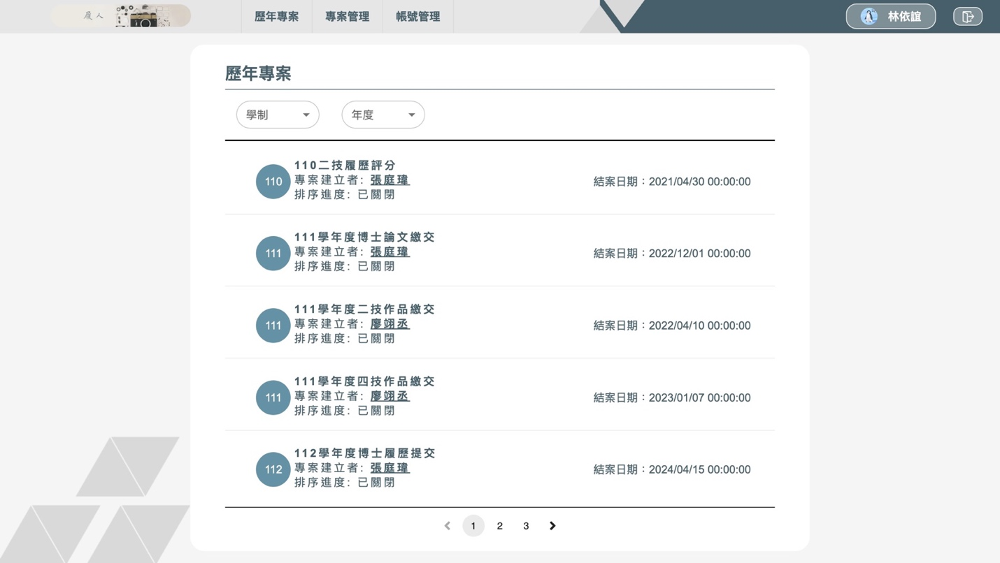 履人
歷年專案
專案管理
帳號管理
林依誼
歷年專案
學制
年度
110
110二技履歷評分
專案建立者: 張庭瑋
排序進度: 已關閉
結案日期：2021/04/30 00:00:00
111
111學年度博士論文繳交
專案建立者: 張庭瑋
排序進度: 已關閉
結案日期：2022/12/01 00:00:00
111
111學年度二技作品繳交
專案建立者: 廖翊丞
排序進度: 已關閉
結案日期：2022/04/10 00:00:00
111
111學年度四技作品繳交
專案建立者: 廖翊丞
排序進度: 已關閉
結案日期：2023/01/07 00:00:00
112
112學年度博士履歷提交
專案建立者: 張庭瑋
排序進度: 已關閉
結案日期：2024/04/15 00:00:00
1 2 3